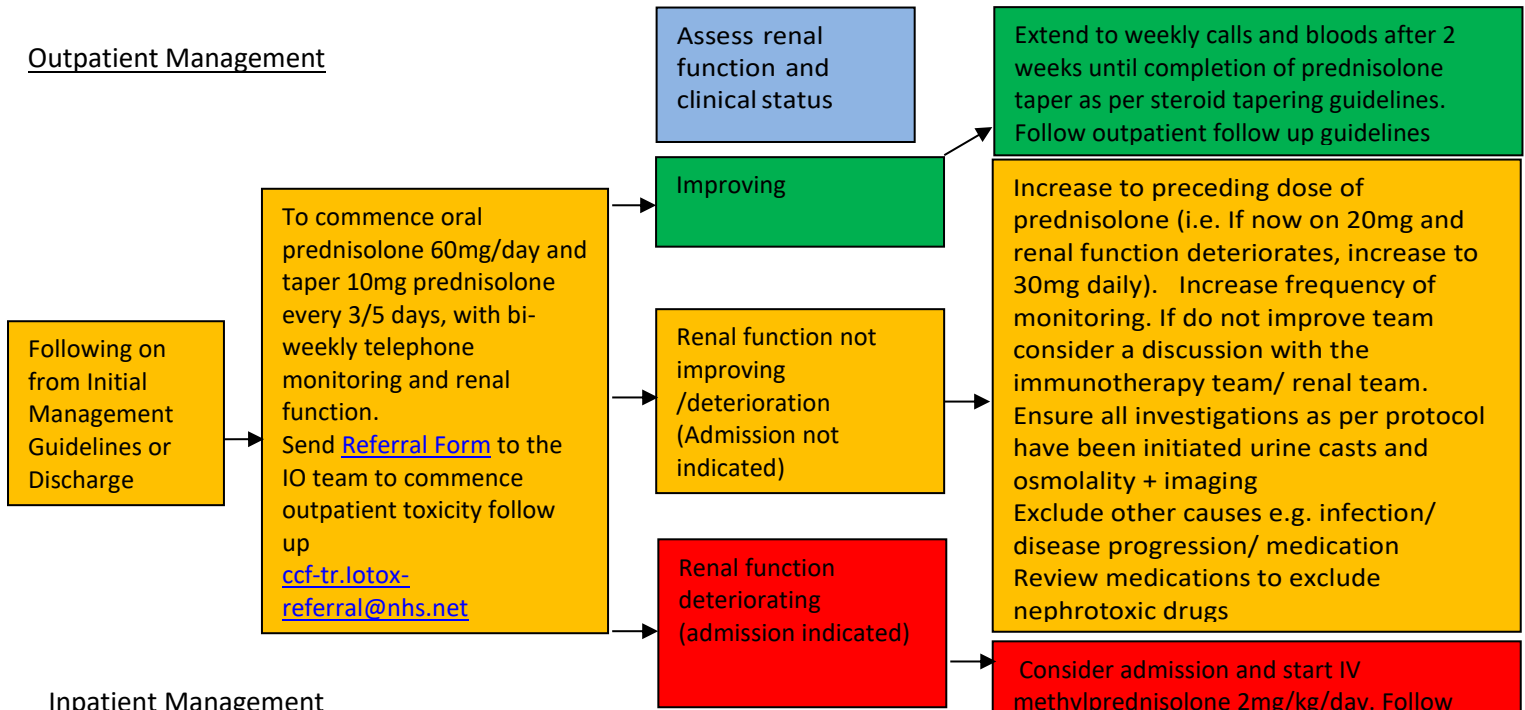 Outpatient Management
Assess renal
function and
clinical status
Extend to weekly calls and bloods after 2
weeks until completion of prednisolone
taper as per steroid tapering guidelines.
Follow outpatient follow up guidelines
Following on
from Initial
Management
Guidelines or
Discharge
To commence oral
prednisolone 60mg/day and
taper 10mg prednisolone
every 3/5 days, with bi-
weekly telephone
monitoring and renal
function.
Send Referral Form to the
IO team to commence
outpatient toxicity follow
up
ccf-tr.Iotox-
referral@nhs.net
Improving
Renal function not
improving
/deterioration
(Admission not
indicated)
Increase to preceding dose of
prednisolone (i.e. If now on 20mg and
renal function deteriorates, increase to
30mg daily).   Increase frequency of
monitoring. If do not improve team
consider a discussion with the
immunotherapy team/ renal team.
Ensure all investigations as per protocol
have been initiated urine casts and
osmolality + imaging
Exclude other causes e.g. infection/
disease progression/ medication
Review medications to exclude
nephrotoxic drugs
Renal function
deteriorating
(admission indicated)
Consider admission and start IV
methylprednisolone 2mg/kg/day. Follow
Inpatient Management